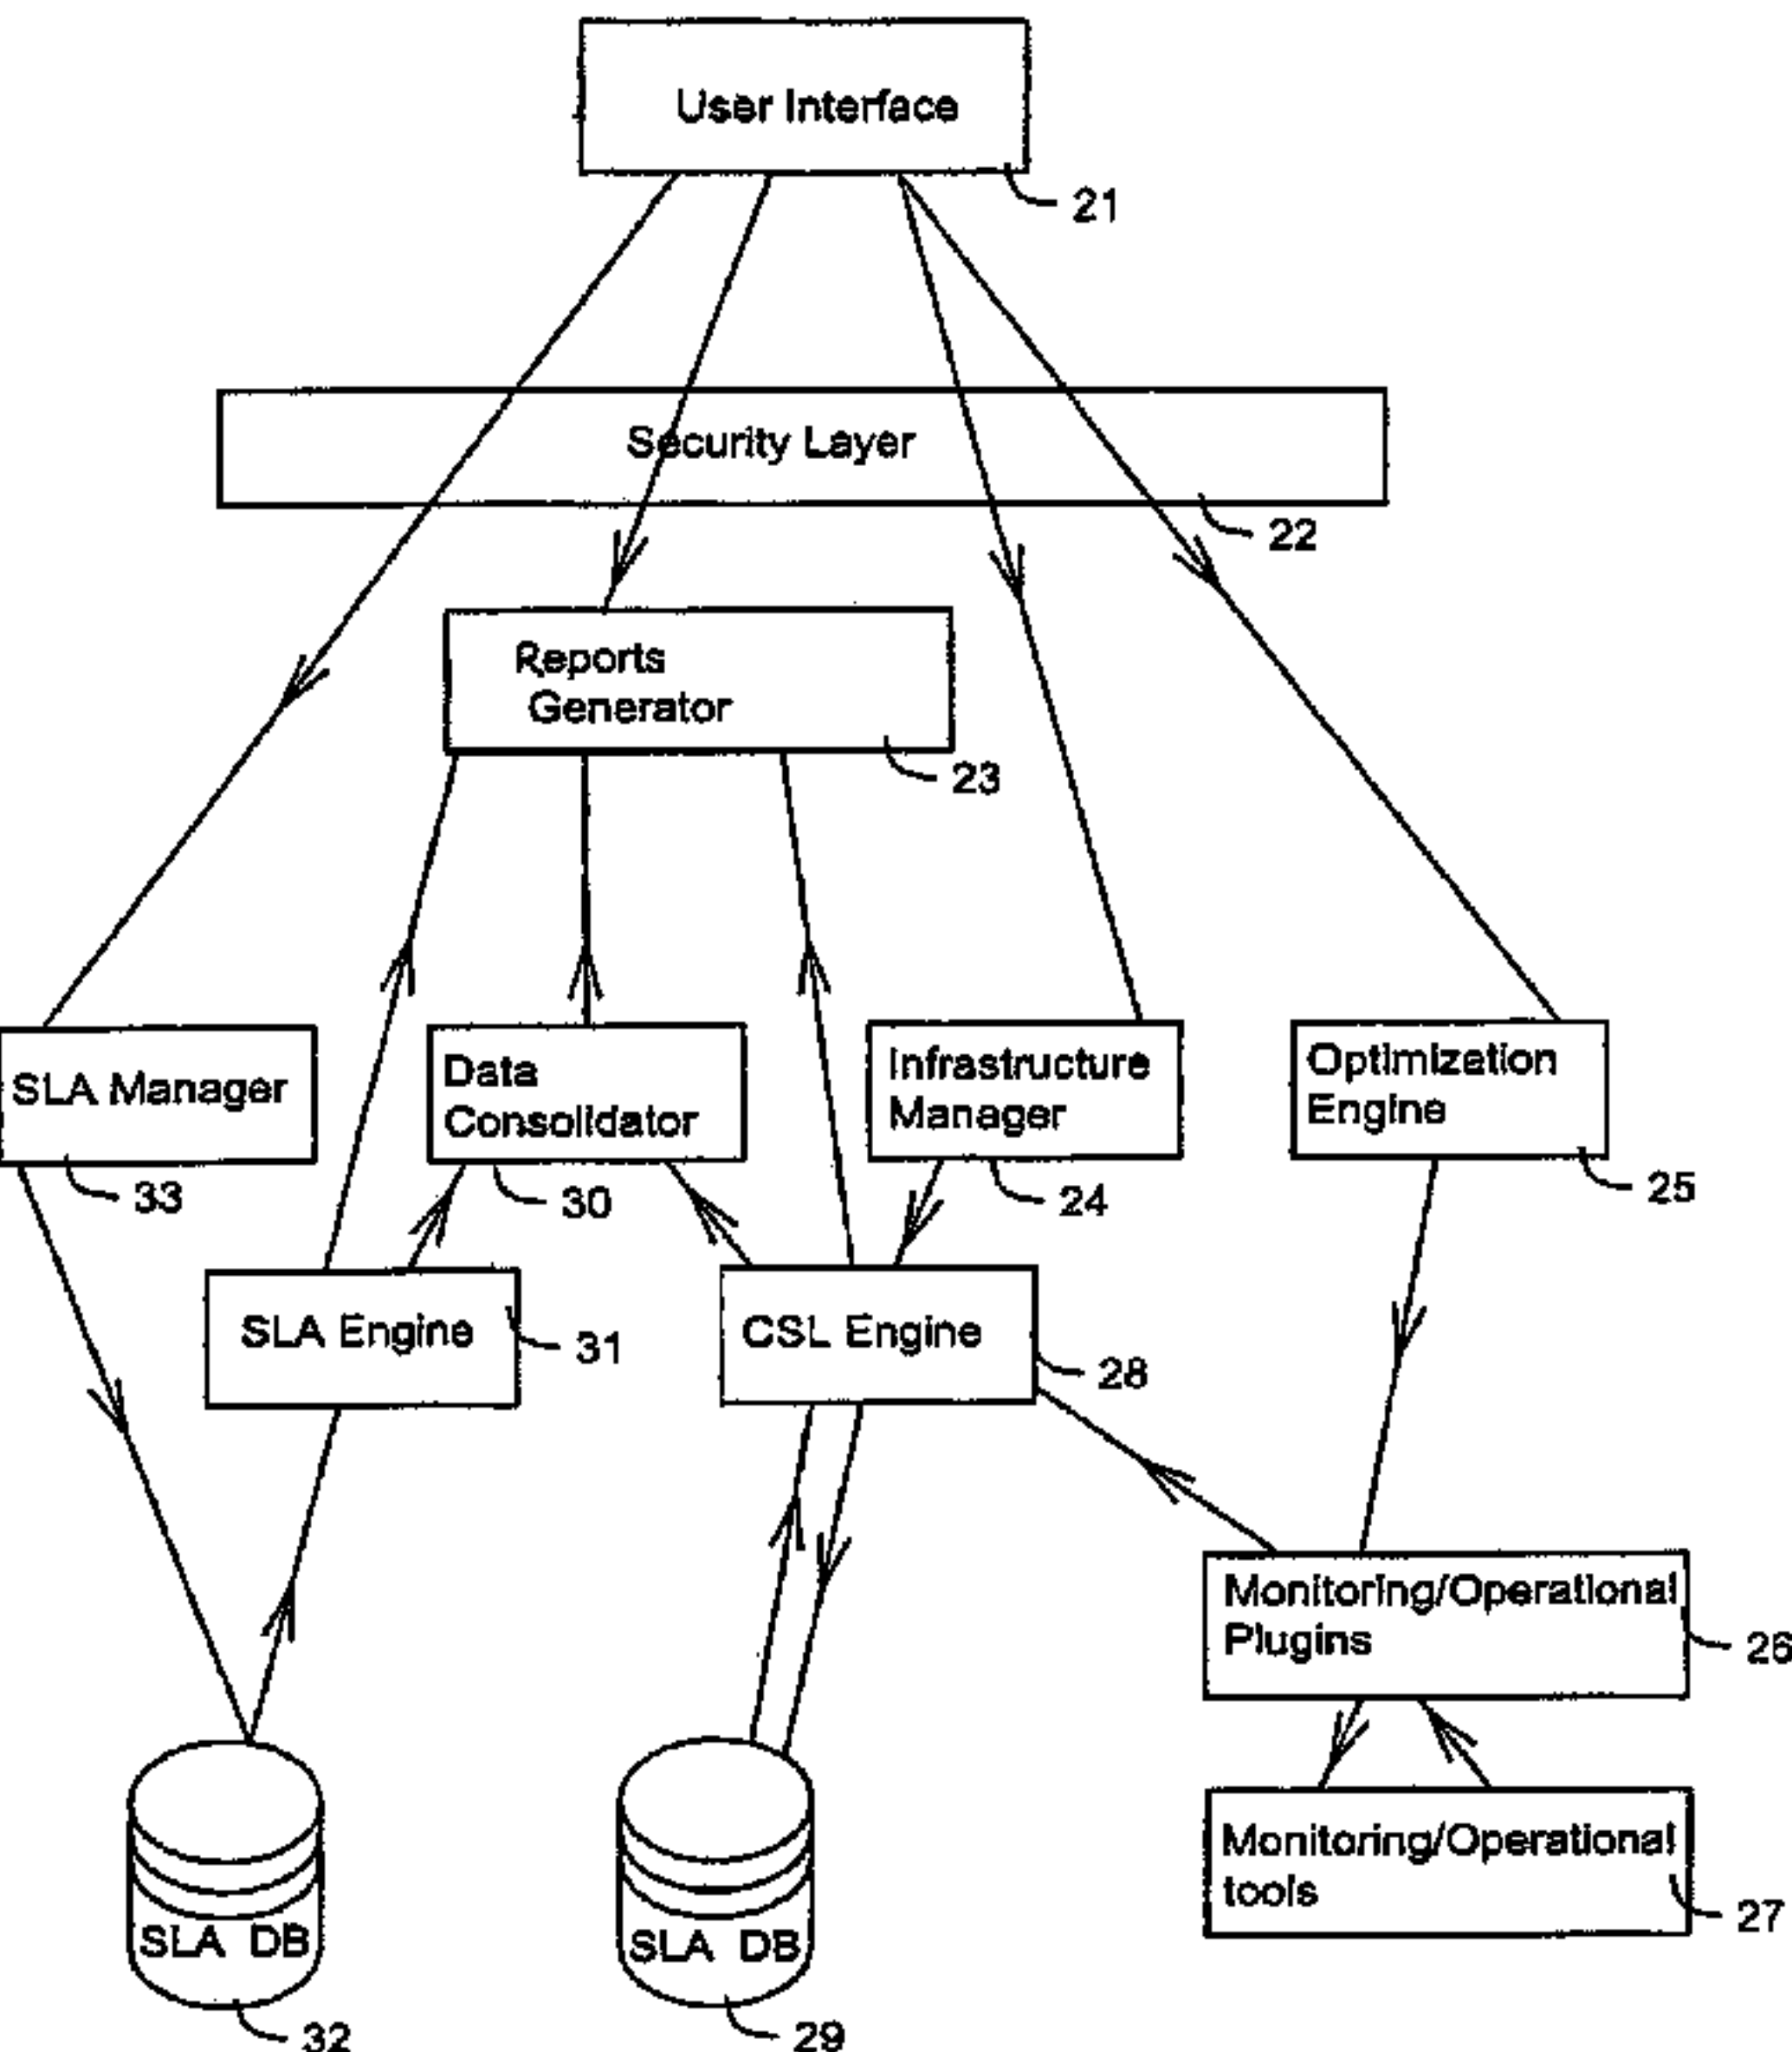 User Interface
21
Security Layer
22
Reports
Generator
23
SLA Manager
33
Data
Consolidator
30
Infrastructure
Manager
24
Optimization
Engine
25
SLA Engine
31
CSL Engine
28
Monitoring/Operational
Plugins
26
Monitoring/Operational
tools
27
SLA DB
32
SLA DB
29